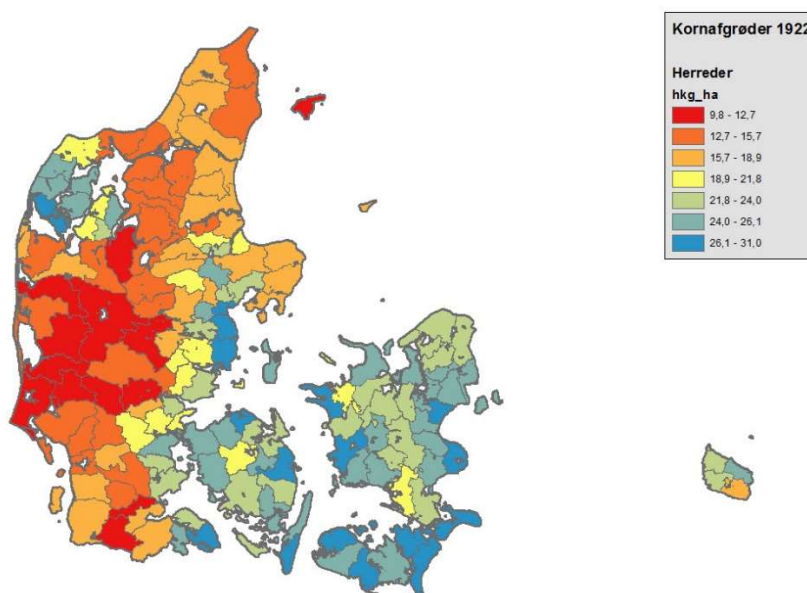 Kornafgrøder 1922
Herreder
hkg_ha
9,8 - 12,7
12,7 - 15,7
15,7 - 18,9
18,9 - 21,8
21,8 - 24,0
24,0 - 26,1
26,1 - 31,0